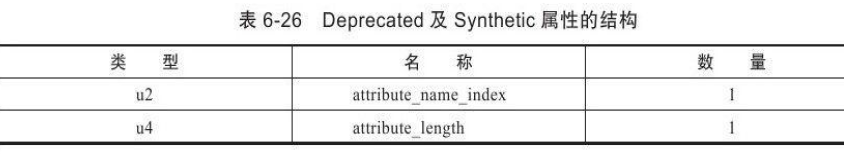 表 6-26 Deprecated 及 Synthetic 属性的结构
类 型 名 称 数 量
u2 attribute_name_index 1
u4 attribute_length 1